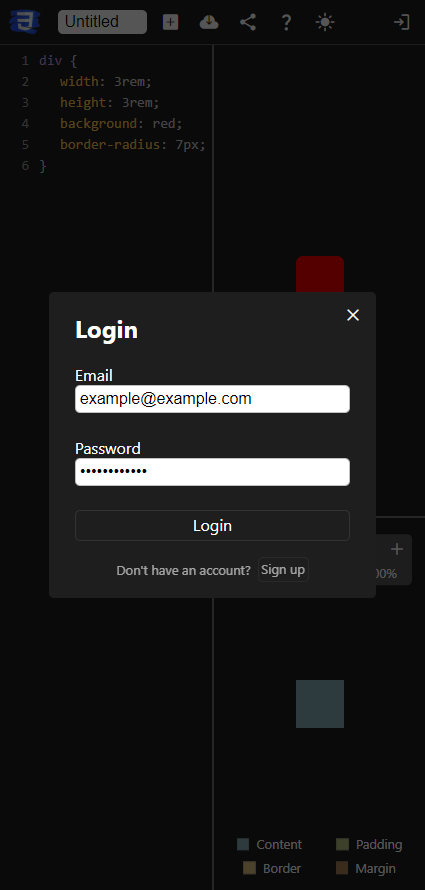 Untitled
1 div {
2 width: 3rem;
3 height: 3rem;
4 background: red;
5 border-radius: 7px;
6 }
Login
Email
example@example.com
Password
••••••••••••
Login
Don't have an account? Sign up
00%
Content Padding
Border Margin